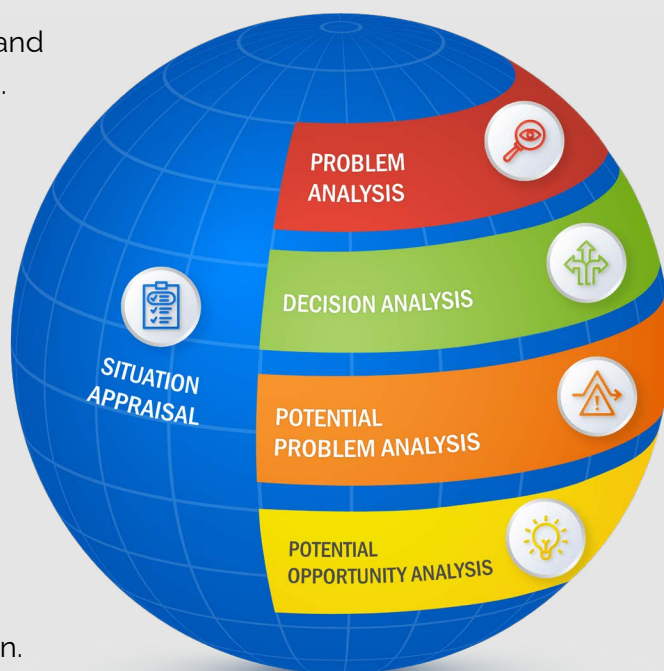 and
.
PROBLEM
ANALYSIS
DECISION ANALYSIS
SITUATION
APPRAISAL
POTENTIAL
PROBLEM ANALYSIS
POTENTIAL
OPPORTUNITY ANALYSIS
n.